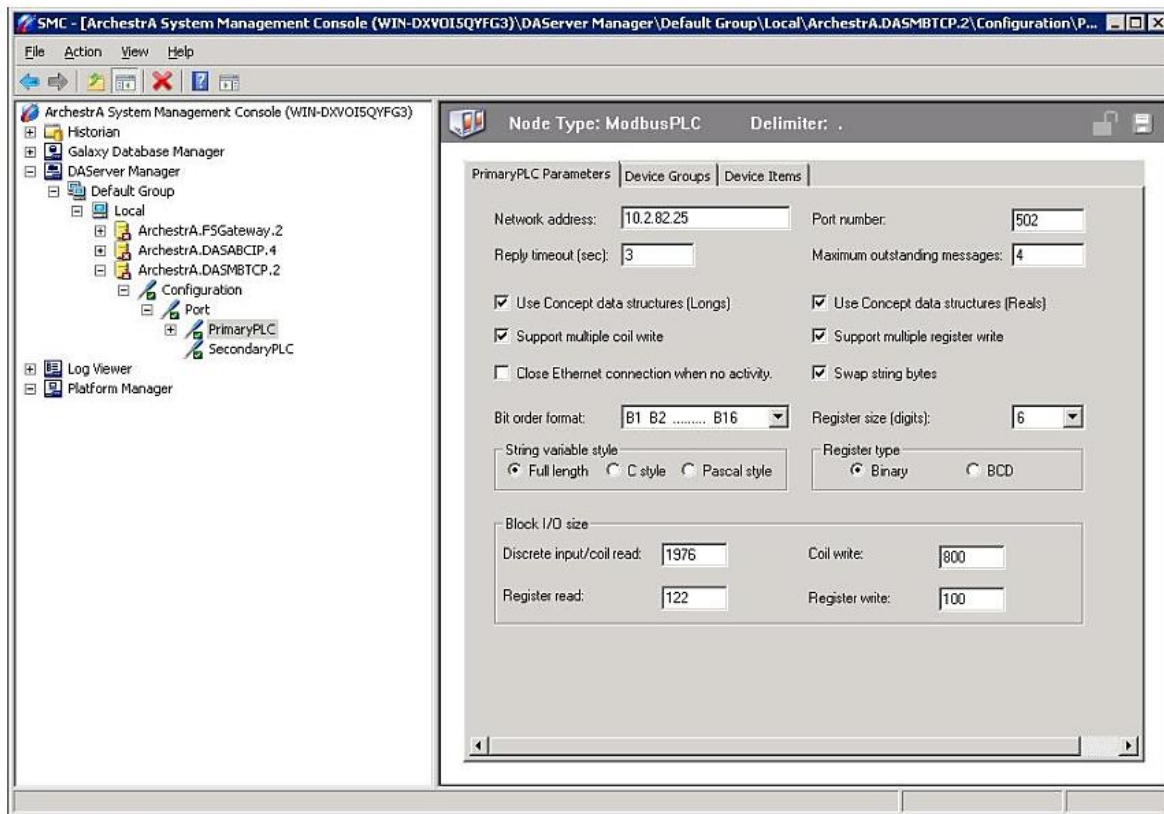 SMC - [ArchestrA System Management Console (WIN-DXVOI5QYFG3)\DAServer Manager\Default Group\Local\ArchestrA.DASMBTCP.2\Configuration\P...
File Action View Help
ArchestrA System Management Console (WIN-DXVOI5QYFG3)
Historian
Galaxy Database Manager
DAServer Manager
Default Group
Local
ArchestrA.FSGateway.2
ArchestrA.DASABCIP.4
ArchestrA.DASMBTCP.2
Configuration
Port
PrimaryPLC
SecondaryPLC
Log Viewer
Platform Manager
Node Type: ModbusPLC Delimiter: .
PrimaryPLC Parameters Device Groups Device Items
Network address: 10.2.82.25 Port number: 502
Reply timeout (sec): 3 Maximum outstanding messages: 4
Use Concept data structures (Longs) Use Concept data structures (Reals)
Support multiple coil write Support multiple register write
Close Ethernet connection when no activity. Swap string bytes
Bit order format: B1 B2 ......... B16 Register size (digits): 6
String variable style Register type
Full length C style Pascal style Binary BCD
Block I/O size
Discrete input/coil read: 1976 Coil write: 800
Register read: 122 Register write: 100